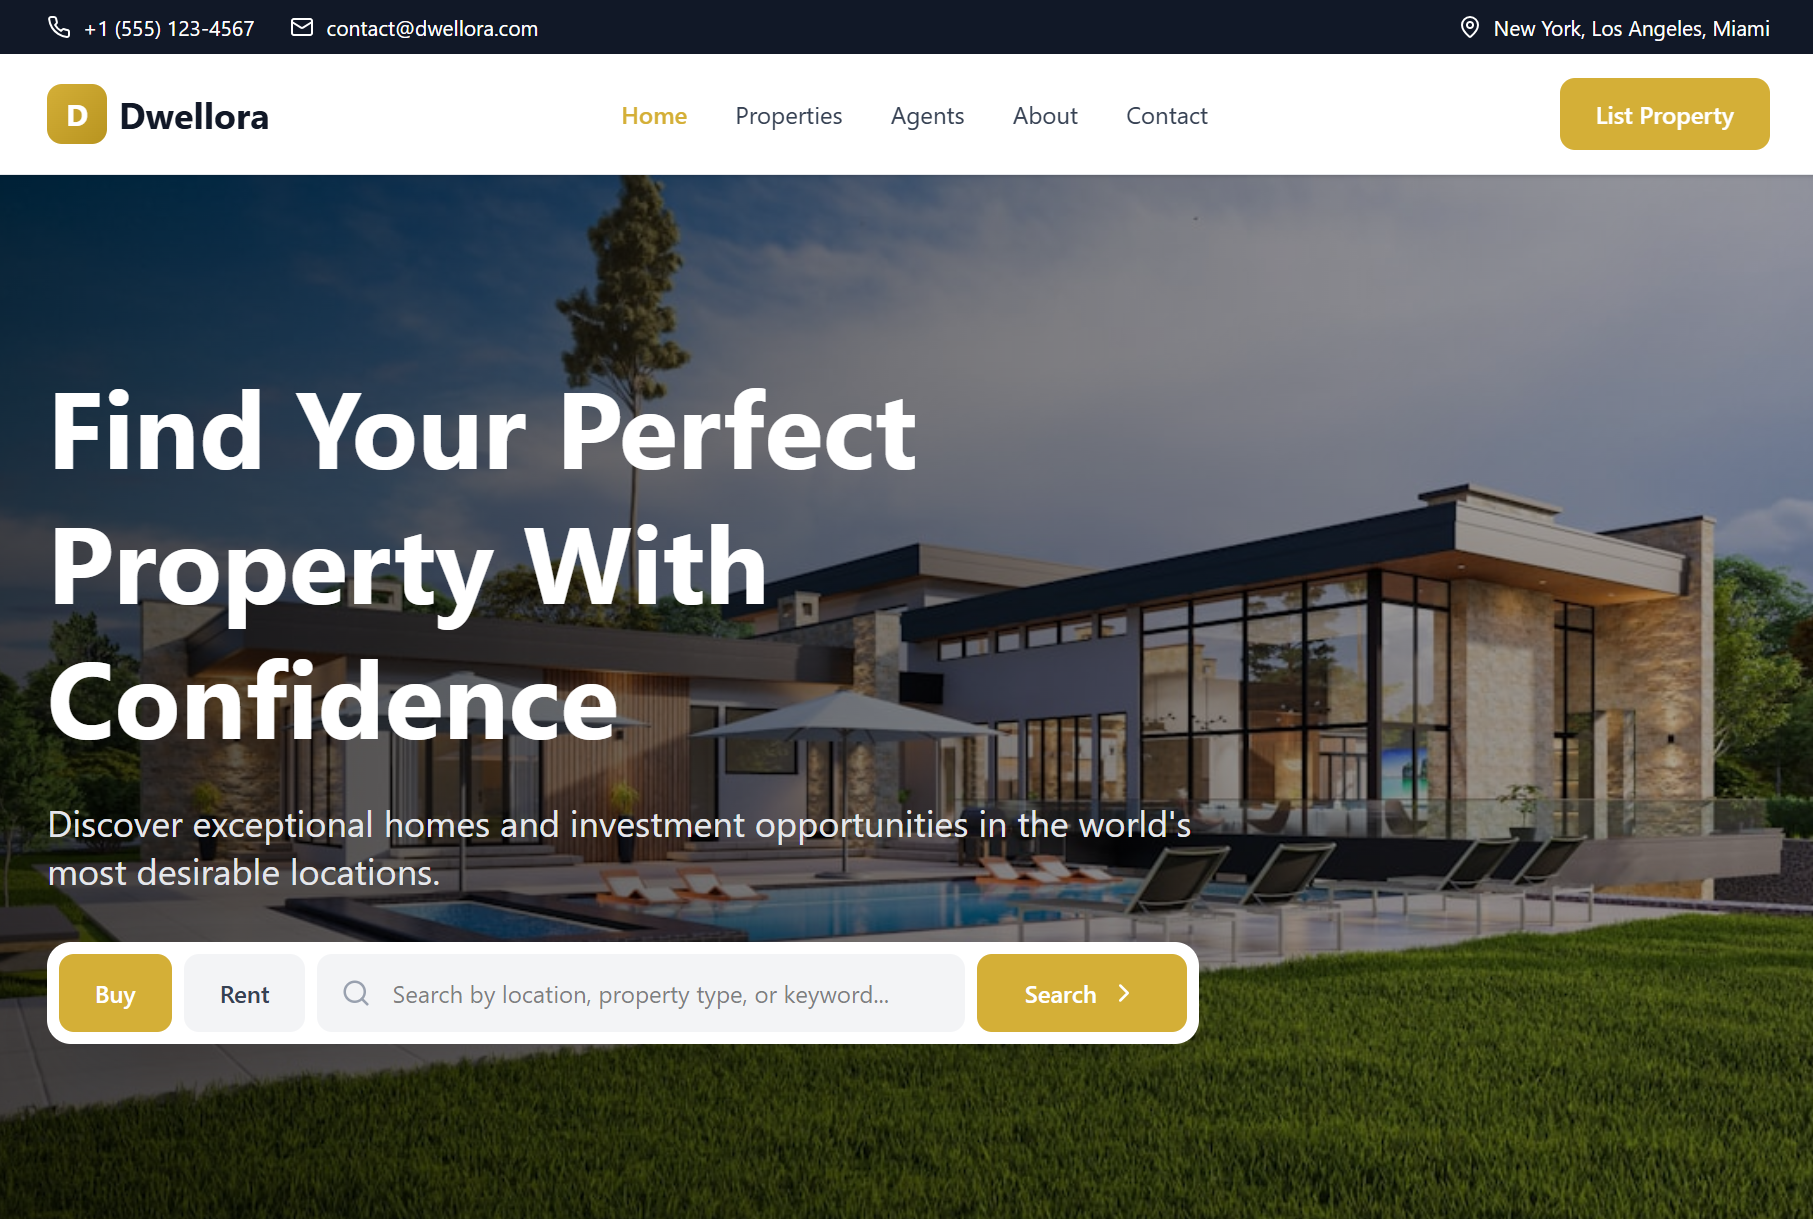 +1 (555) 123-4567
contact@dwellora.com
New York, Los Angeles, Miami
D
Dwellora
Home
Properties
Agents
About
Contact
List Property
Find Your Perfect
Property With
Confidence
Discover exceptional homes and investment opportunities in the world's
most desirable locations.
Buy
Rent
Search by location, property type, or keyword...
Search